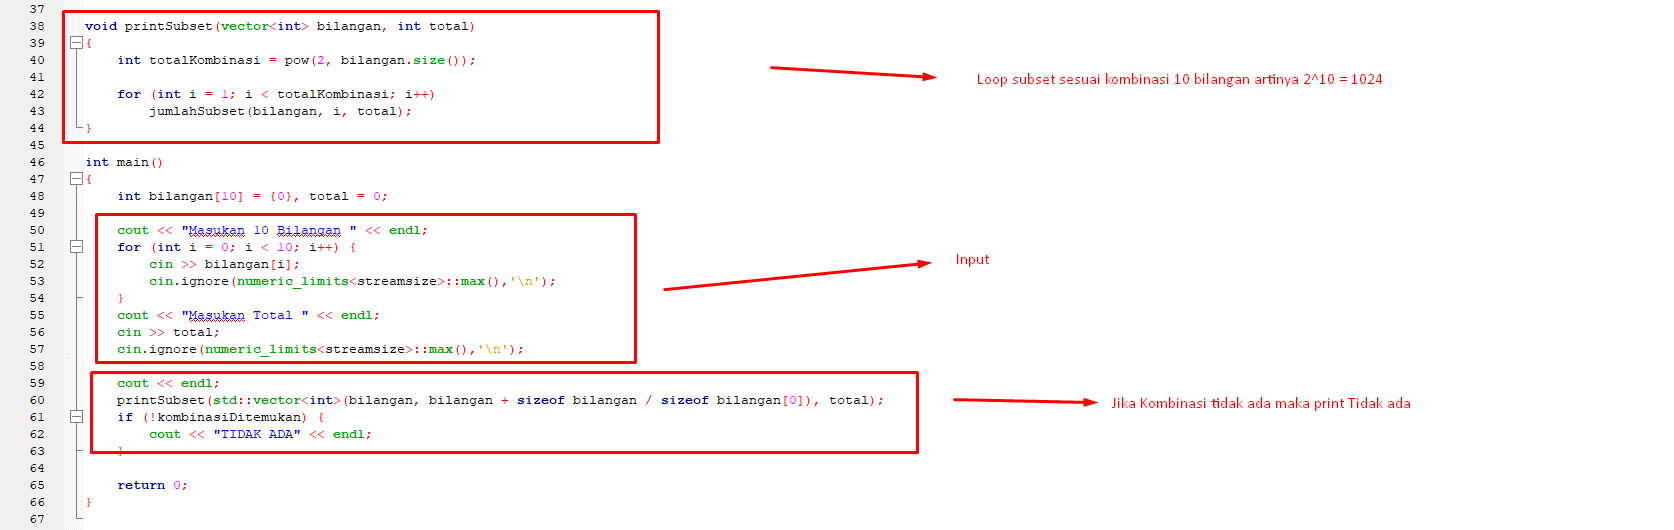 37
38 void printSubset(vector<int> bilangan, int total)
39 {
40 int totalKombinasi = pow(2, bilangan.size());
41
42 for (int i = 1; i < totalKombinasi; i++)
43 jumlahSubset(bilangan, i, total);
44 }
45
46 int main()
47 {
48 int bilangan[10] = {0}, total = 0;
49
50 cout << "Masukan 10 Bilangan " << endl;
51 for (int i = 0; i < 10; i++) {
52 cin >> bilangan[i];
53 cin.ignore(numeric_limits<streamsize>::max(),'\n');
54 }
55 cout << "Masukan Total " << endl;
56 cin >> total;
57 cin.ignore(numeric_limits<streamsize>::max(),'\n');
58
59 cout << endl;
60 printSubset(std::vector<int>(bilangan, bilangan + sizeof bilangan / sizeof bilangan[0]), total);
61 if (!kombinasiDitemukan) {
62 cout << "TIDAK ADA" << endl;
63 }
64
65 return 0;
66 }
67
Loop subset sesuai kombinasi 10 bilangan artinya 2^10 = 1024
Input
Jika Kombinasi tidak ada maka print Tidak ada